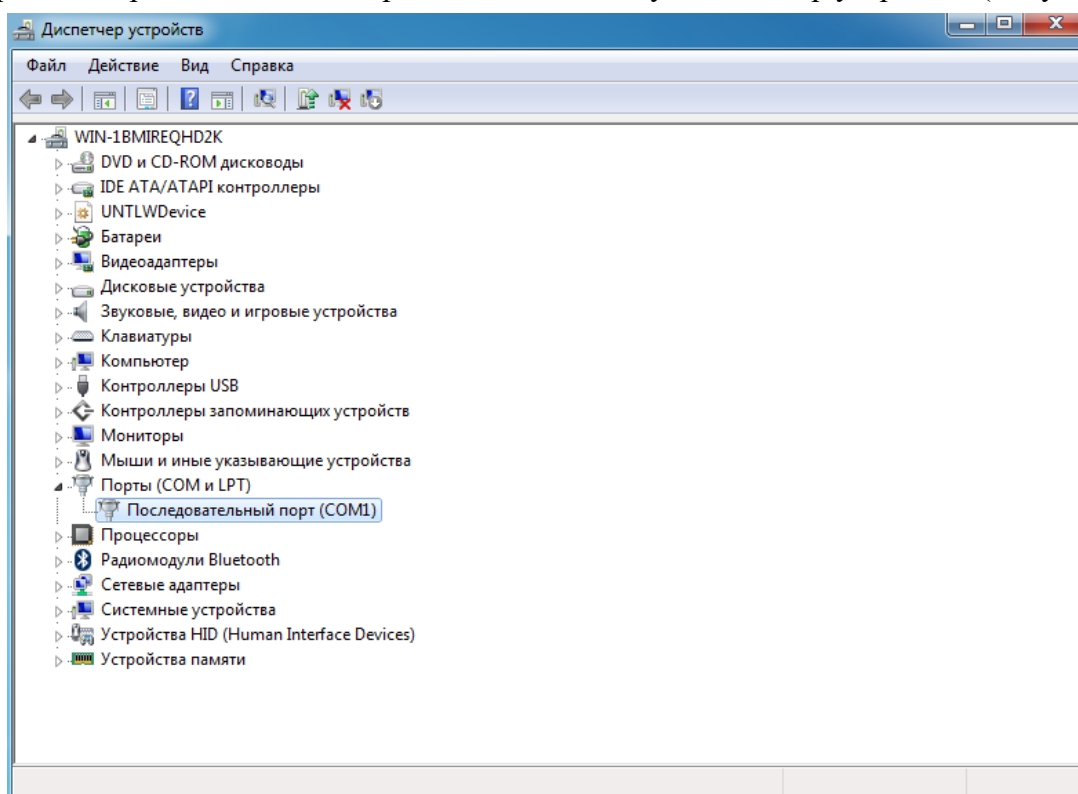 Диспетчер устройств
Файл Действие Вид Справка
WIN-1BMIREQHD2K
DVD и CD-ROM дисководы
IDE ATA/ATAPI контроллеры
UNTLWDevice
Батареи
Видеоадаптеры
Дисковые устройства
Звуковые, видео и игровые устройства
Клавиатуры
Компьютер
Контроллеры USB
Контроллеры запоминающих устройств
Мониторы
Мыши и иные указывающие устройства
Порты (COM и LPT)
Последовательный порт (COM1)
Процессоры
Радиомодули Bluetooth
Сетевые адаптеры
Системные устройства
Устройства HID (Human Interface Devices)
Устройства памяти